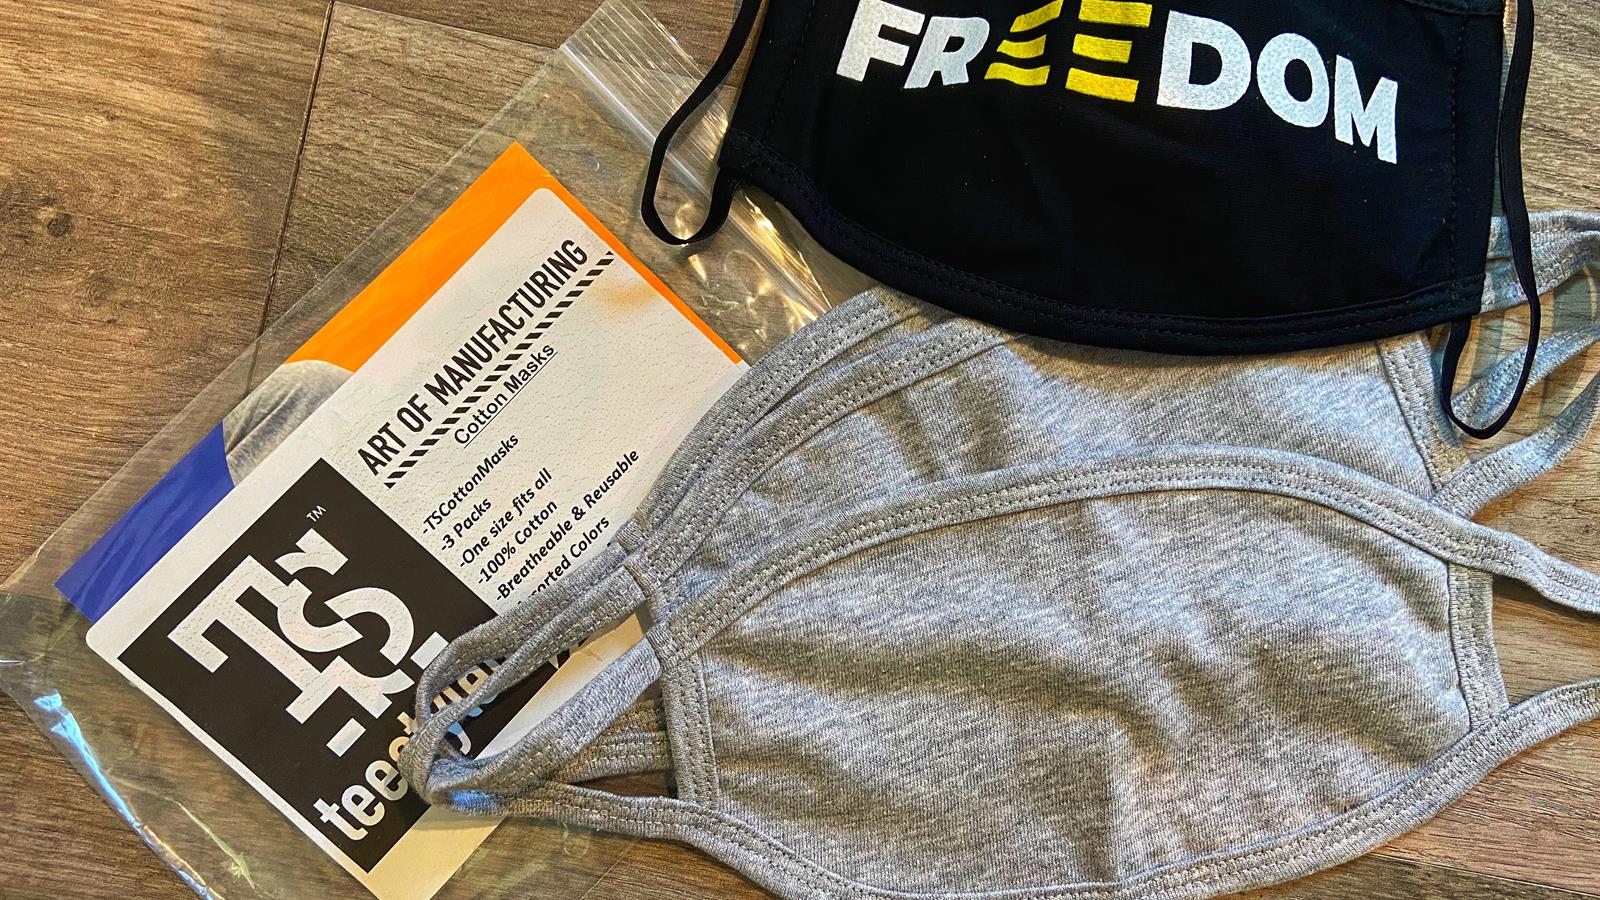 FREEDOM
ART OF MANUFACTURING
Cotton Masks
-TSCottonMasks
-3 Packs
-One size fits all
-100% Cotton
-Breatheable & Reusable
Colors
TM
TS